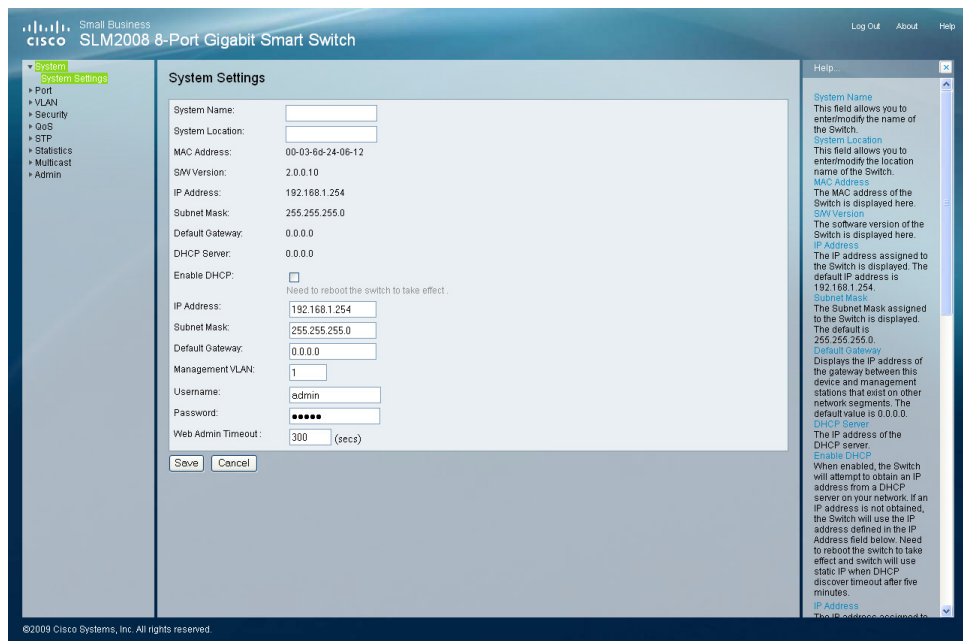 Small Business
CISCO SLM2008 8-Port Gigabit Smart Switch
Log Out About Help
System
System Settings
Port
VLAN
Security
QoS
STP
Statistics
Multicast
Admin
System Settings
System Name:
System Location:
MAC Address: 00-03-6d-24-06-12
S/W Version: 2.0.0.10
IP Address: 192.168.1.254
Subnet Mask: 255.255.255.0
Default Gateway: 0.0.0.0
DHCP Server: 0.0.0.0
Enable DHCP:
Need to reboot the switch to take effect .
IP Address: 192.168.1.254
Subnet Mask: 255.255.255.0
Default Gateway: 0.0.0.0
Management VLAN: 1
Username: admin
Password: •••••
Web Admin Timeout : 300 (secs)
Save Cancel
Help...
System Name
This field allows you to
enter/modify the name of
the Switch.
System Location
This field allows you to
enter/modify the location
name of the Switch.
MAC Address
The MAC address of the
Switch is displayed here.
S/W Version
The software version of the
Switch is displayed here.
IP Address
The IP address assigned to
the Switch is displayed. The
default IP address is
192.168.1.254.
Subnet Mask
The Subnet Mask assigned
to the Switch is displayed.
The default is
255.255.255.0.
Default Gateway
Displays the IP address of
the gateway between this
device and management
stations that exist on other
network segments. The
default value is 0.0.0.0.
DHCP Server
The IP address of the
DHCP server.
Enable DHCP
When enabled, the Switch
will attempt to obtain an IP
address from a DHCP
server on your network. If an
IP address is not obtained,
the Switch will use the IP
address defined in the IP
Address field below. Need
to reboot the switch to take
effect and switch will use
static IP when DHCP
discover timeout after five
minutes.
IP Address
The IP address assigned to
©2009 Cisco Systems, Inc. All rights reserved.